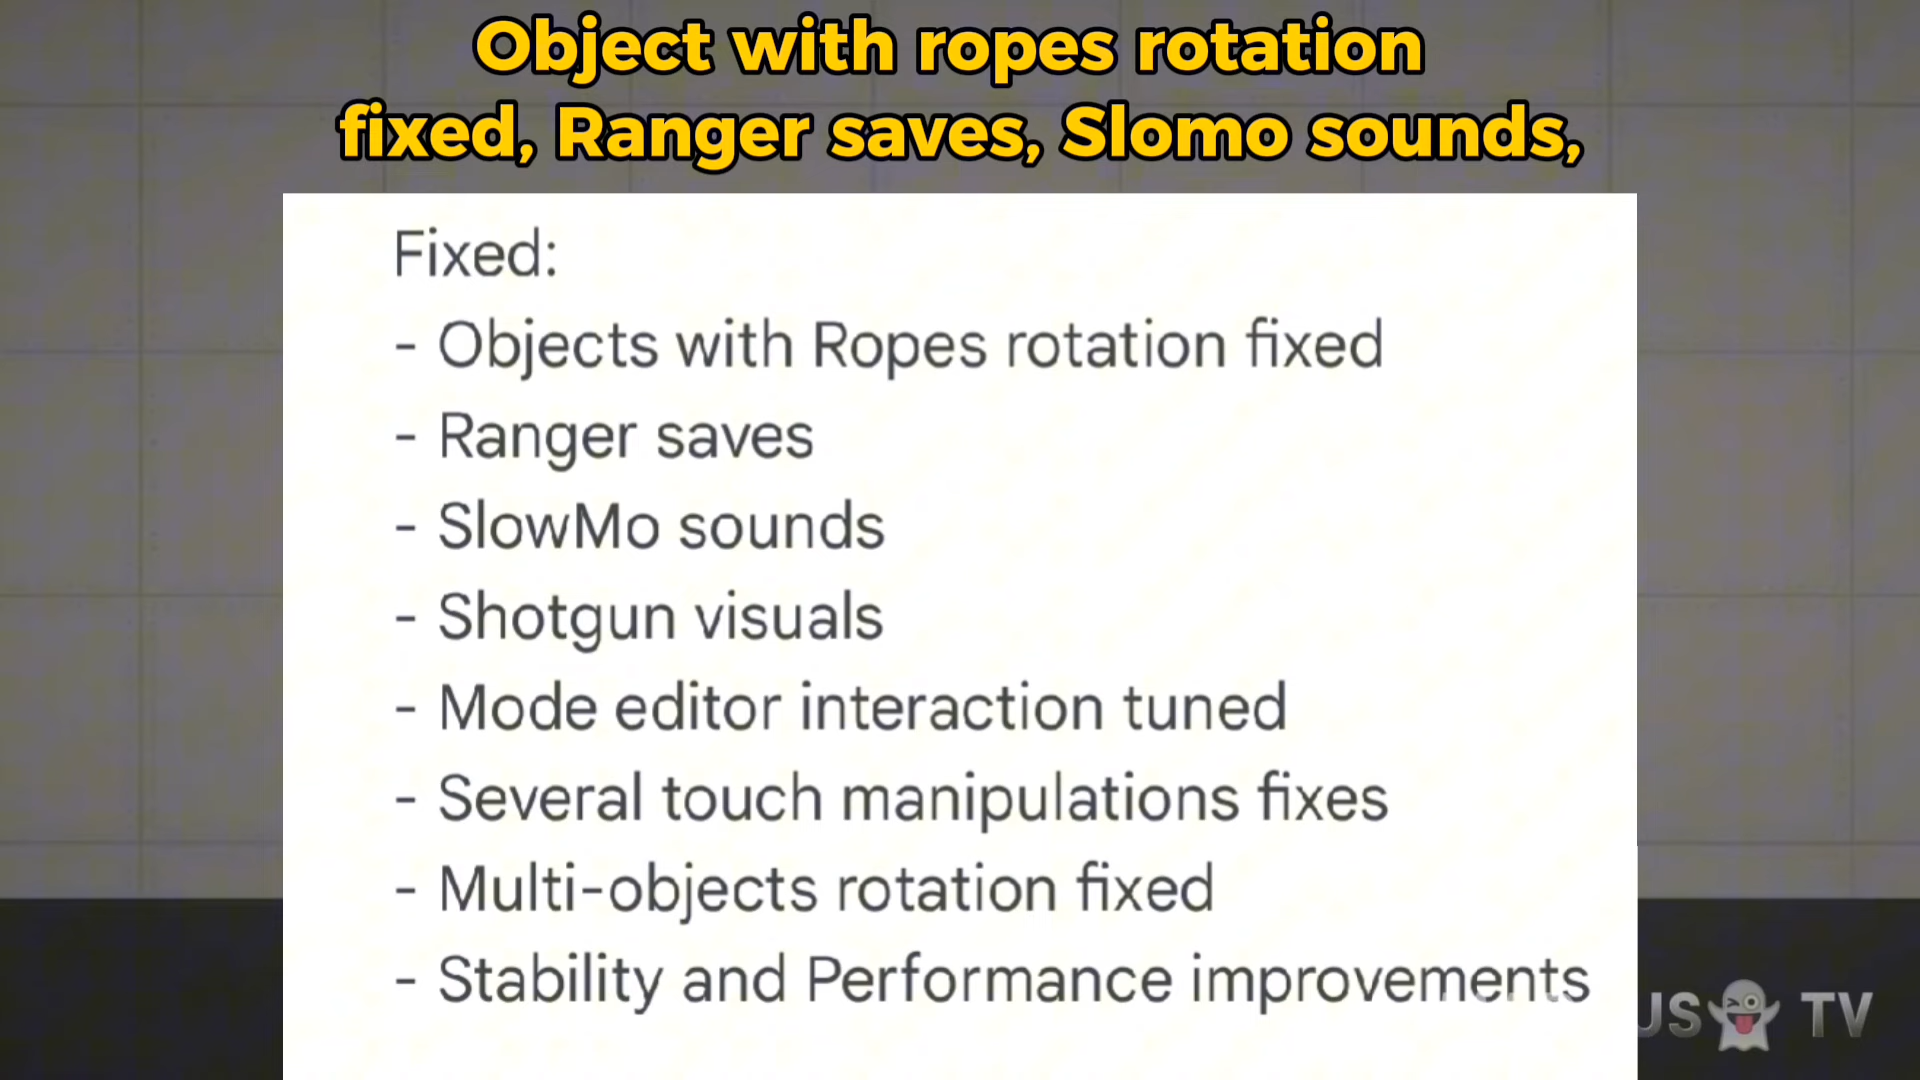 Object with ropes rotation
fixed, Ranger saves, Slomo sounds,
Fixed:
- Objects with Ropes rotation fixed
- Ranger saves
- SlowMo sounds
- Shotgun visuals
- Mode editor interaction tuned
- Several touch manipulations fixes
- Multi-objects rotation fixed
- Stability and Performance improvements
US TV